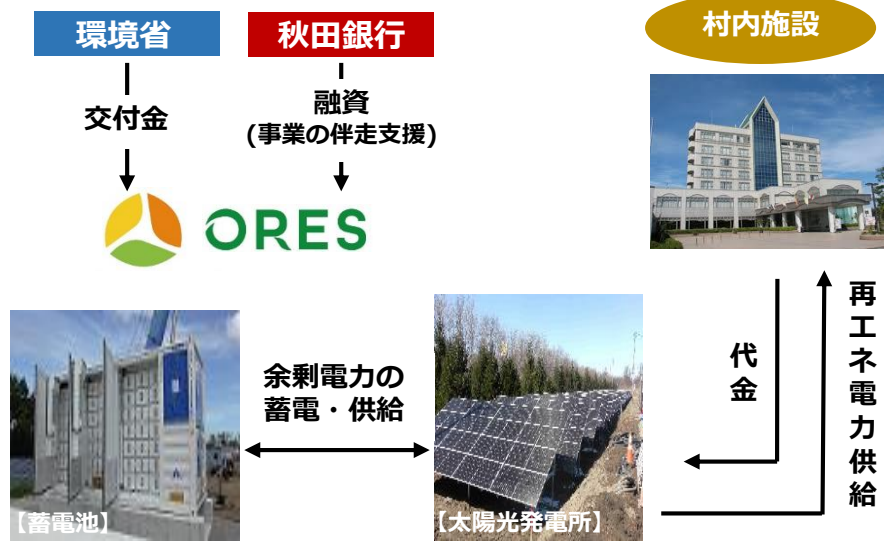 環境省
秋田銀行
村内施設
交付金
融資
(事業の伴走支援)
ORES
余剰電力の
蓄電・供給
代金
再エネ電力供給
【蓄電池】
【太陽光発電所】